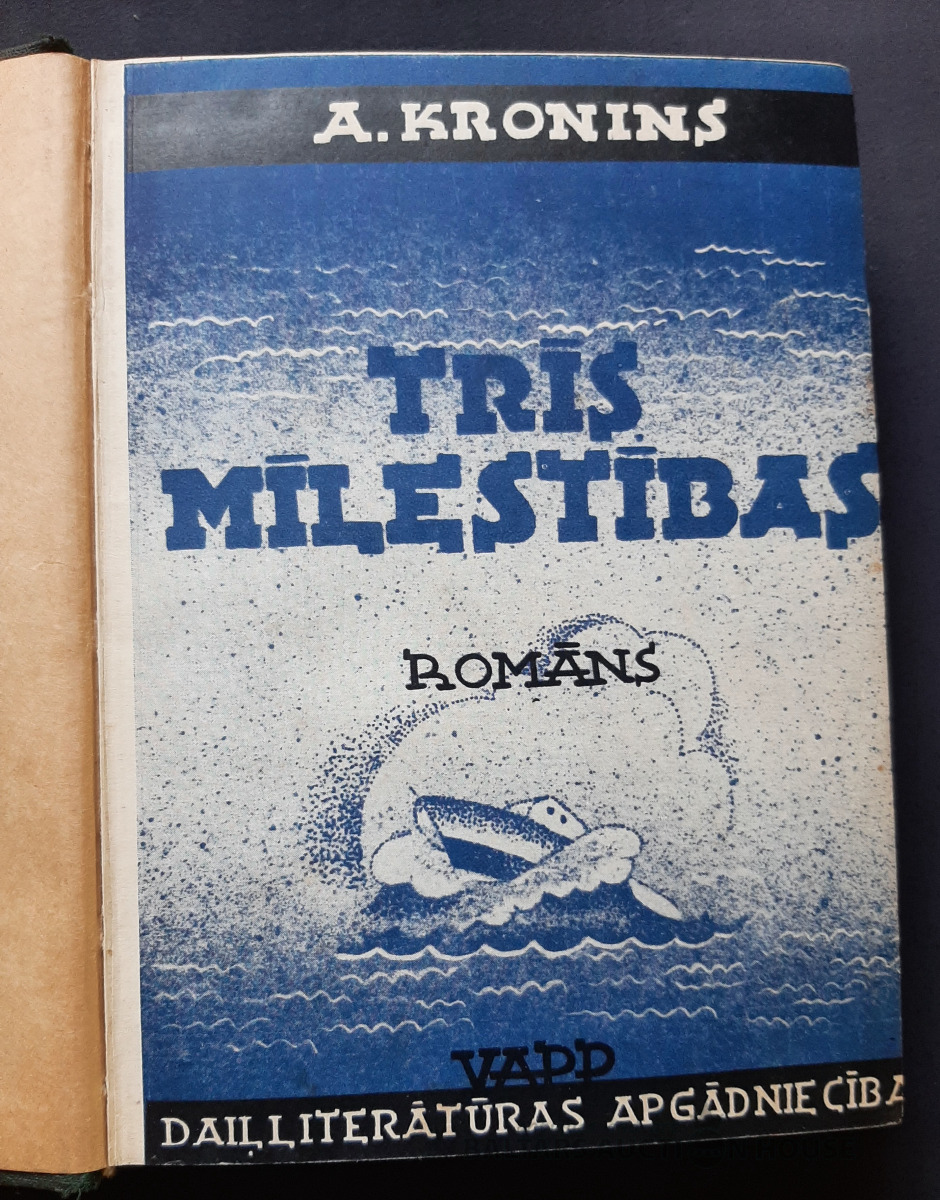 A. KRONINS
TRĪS
MĪLESTĪBAS
ROMĀNS
VAPP
DAIĻLITERĀTŪRAS APGĀDNIECĪBA